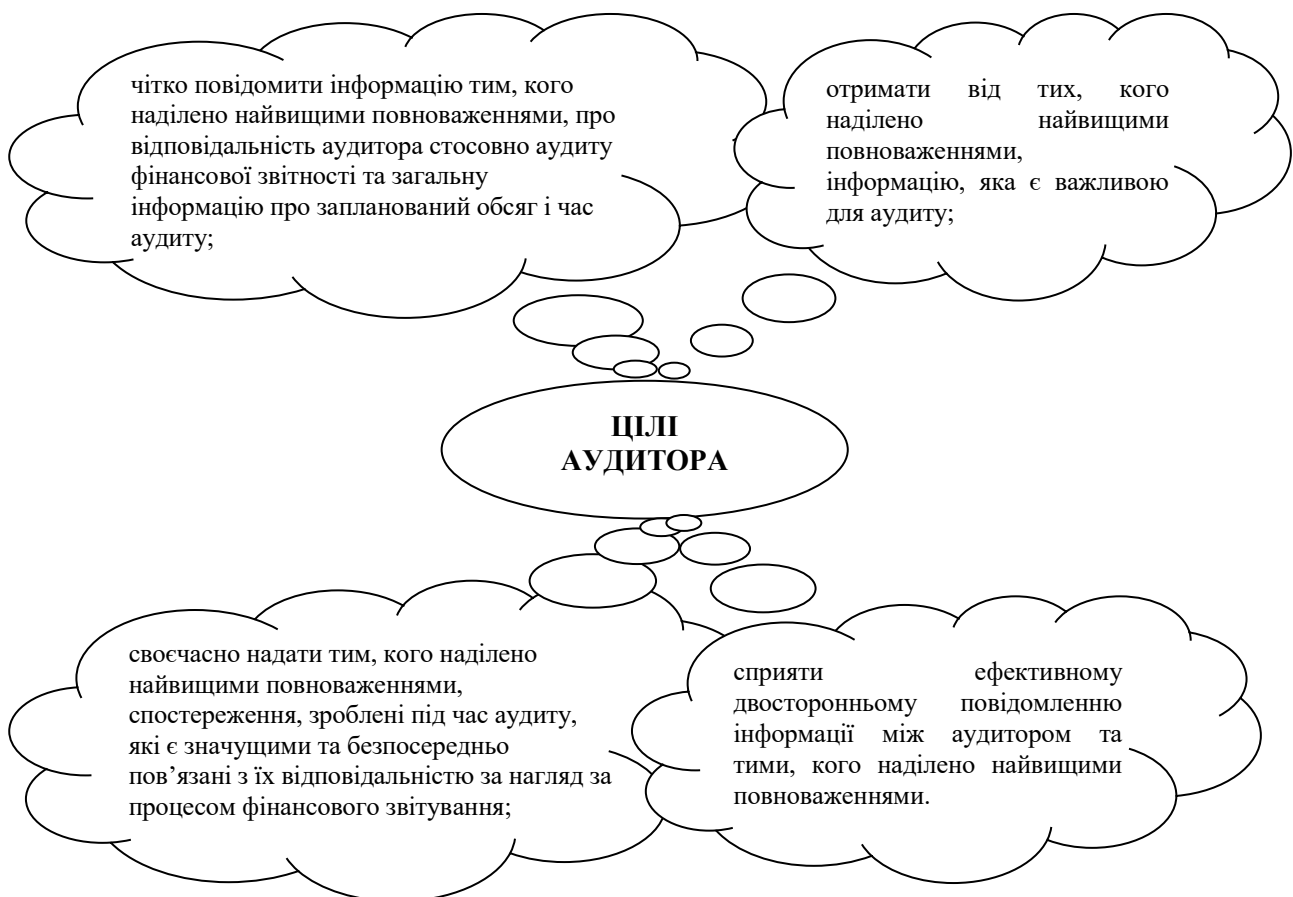 чітко повідомити інформацію тим, кого
наділено найвищими повноваженнями, про
відповідальність аудитора стосовно аудиту
фінансової звітності та загальну
інформацію про запланований обсяг і час
аудиту;
отримати від тих, кого
наділено найвищими
повноваженнями,
інформацію, яка є важливою
для аудиту;
ЦІЛІ
АУДИТОРА
своєчасно надати тим, кого наділено
найвищими повноваженнями,
спостереження, зроблені під час аудиту,
які є значущими та безпосередньо
пов’язані з їх відповідальністю за нагляд за
процесом фінансового звітування;
сприяти ефективному
двосторонньому повідомленню
інформації між аудитором та
тими, кого наділено найвищими
повноваженнями.